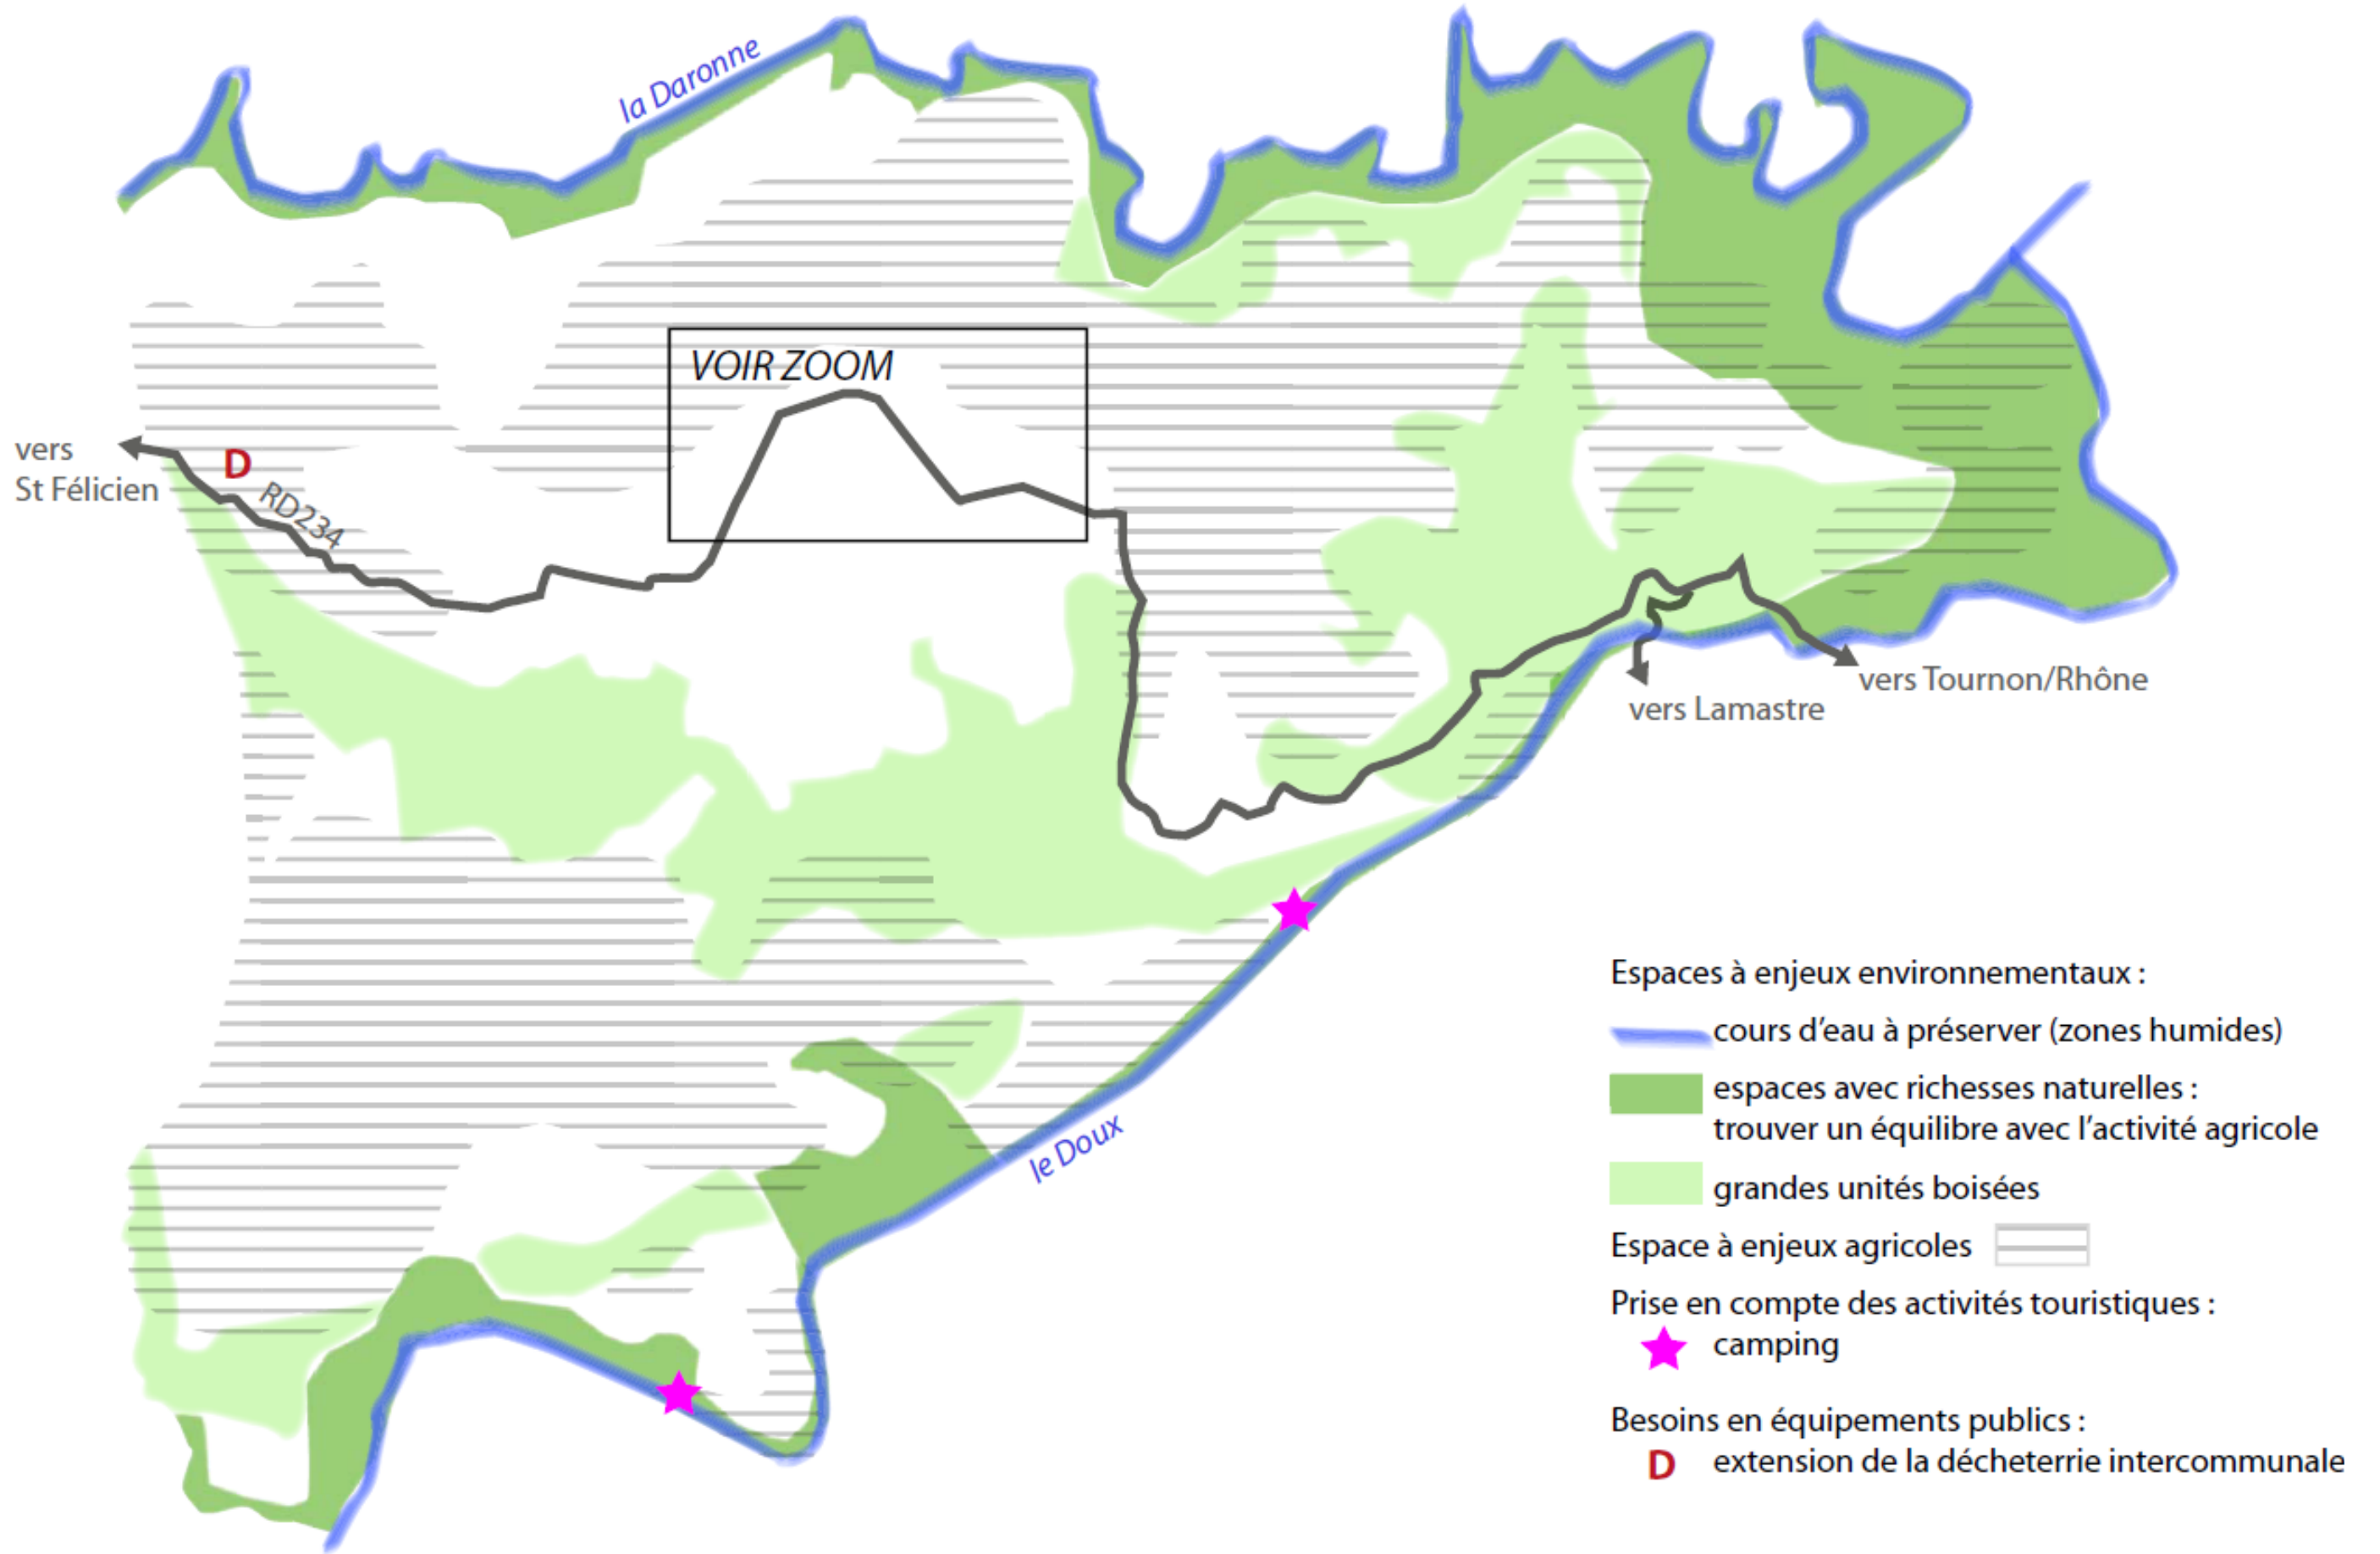 la Daronne
VOIR ZOOM
vers
St Félicien
D
RD234
vers Tournon/Rhône
vers Lamastre
le Doux
Espaces à enjeux environnementaux :
cours d'eau à préserver (zones humides)
espaces avec richesses naturelles :
trouver un équilibre avec l'activité agricole
grandes unités boisées
Espace à enjeux agricoles
Prise en compte des activités touristiques :
camping
Besoins en équipements publics :
D extension de la décheterrie intercommunale